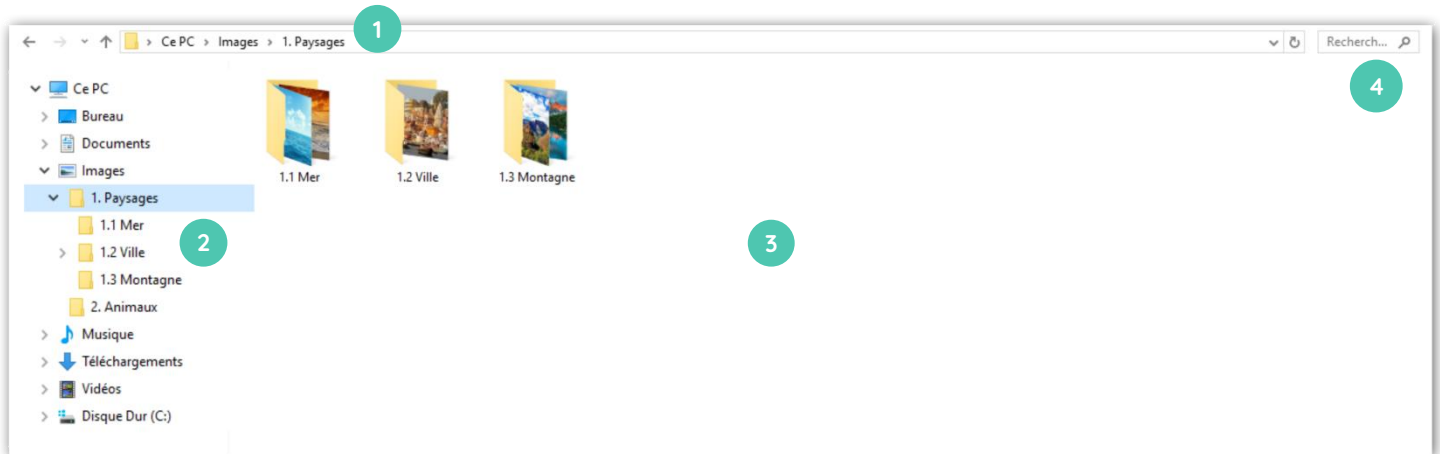 1
Ce PC > Images > 1. Paysages
Recherch...
4
Ce PC
Bureau
Documents
Images
1. Paysages
1.1 Mer
1.2 Ville
1.3 Montagne
2. Animaux
Musique
Téléchargements
Vidéos
Disque Dur (C:)
2
1.1 Mer
1.2 Ville
1.3 Montagne
3